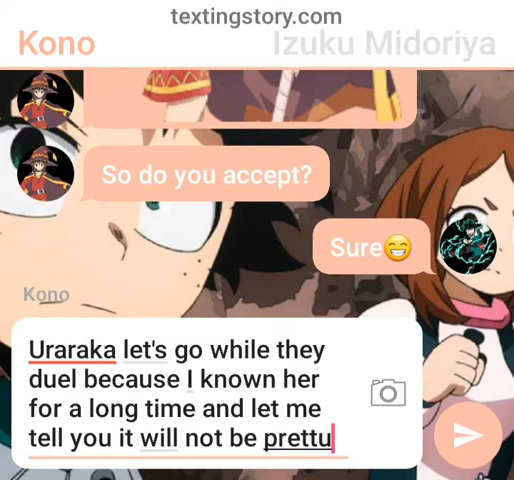 textingstory.com
Kono Izuku Midoriya
So do you accept?
Sure😁
Kono
Uraraka let's go while they
duel because I known her
for a long time and let me
tell you it will not be prettu